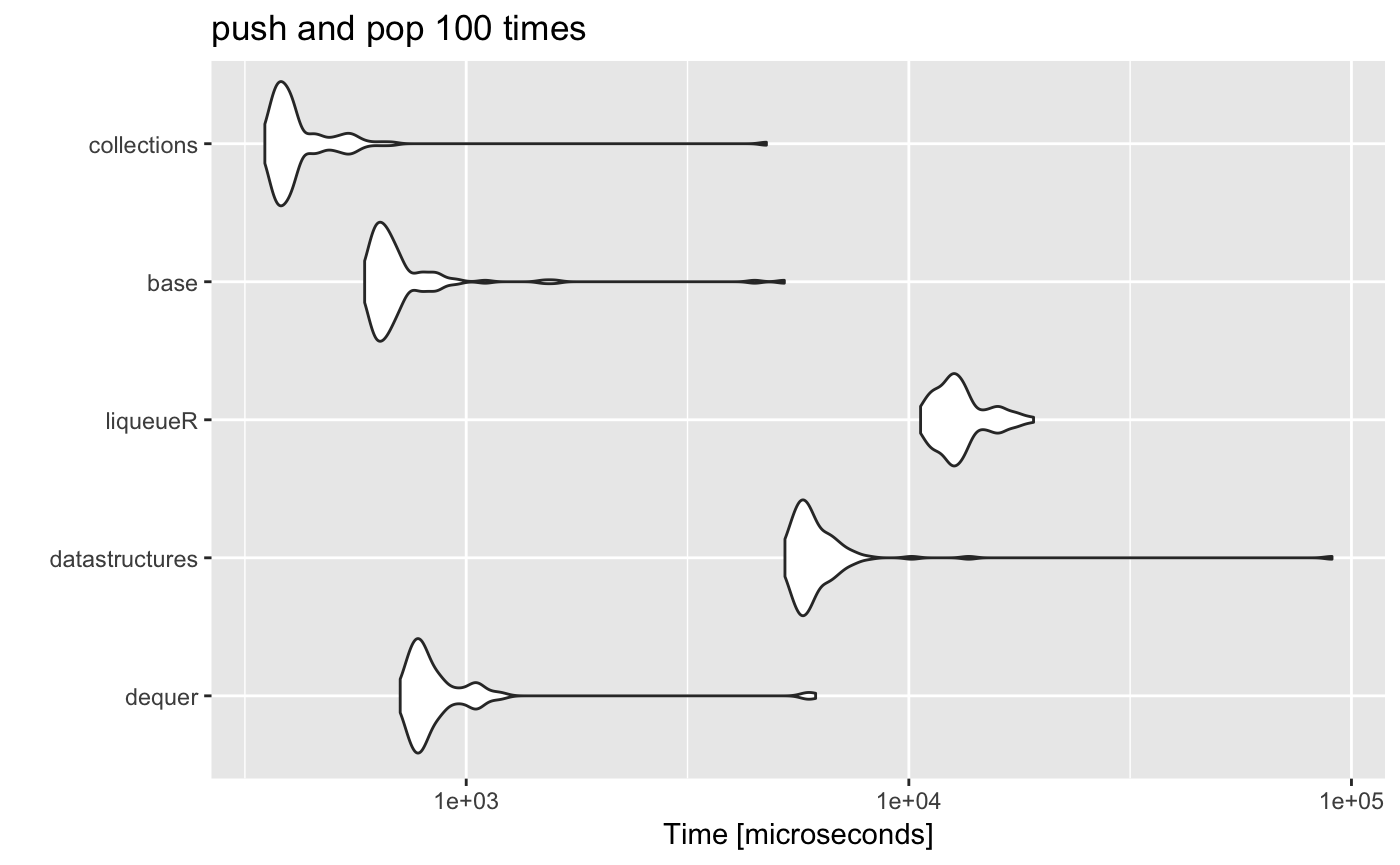 push and pop 100 times
collections
base
liqueueR
datastructures
dequer
1e+03 1e+04 1e+05
Time [microseconds]